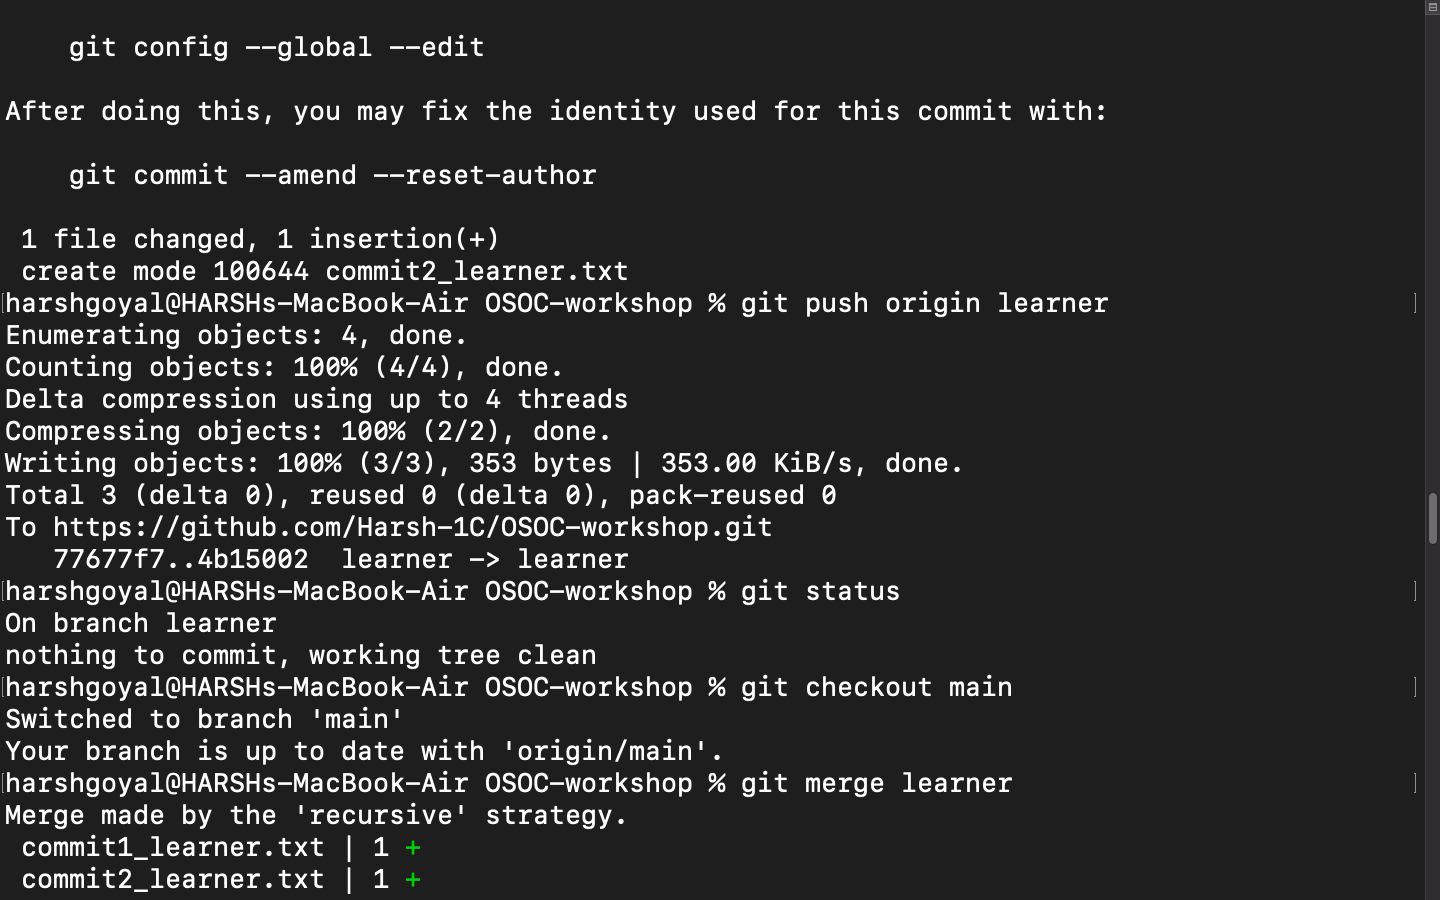 git config --global --edit
After doing this, you may fix the identity used for this commit with:
git commit --amend --reset-author
1 file changed, 1 insertion(+)
create mode 100644 commit2_learner.txt
harshgoyal@HARSHs-MacBook-Air OSOC-workshop % git push origin learner
Enumerating objects: 4, done.
Counting objects: 100% (4/4), done.
Delta compression using up to 4 threads
Compressing objects: 100% (2/2), done.
Writing objects: 100% (3/3), 353 bytes | 353.00 KiB/s, done.
Total 3 (delta 0), reused 0 (delta 0), pack-reused 0
To https://github.com/Harsh-1C/OSOC-workshop.git
77677f7..4b15002  learner -> learner
harshgoyal@HARSHs-MacBook-Air OSOC-workshop % git status
On branch learner
nothing to commit, working tree clean
harshgoyal@HARSHs-MacBook-Air OSOC-workshop % git checkout main
Switched to branch 'main'
Your branch is up to date with 'origin/main'.
harshgoyal@HARSHs-MacBook-Air OSOC-workshop % git merge learner
Merge made by the 'recursive' strategy.
commit1_learner.txt | 1 +
commit2_learner.txt | 1 +